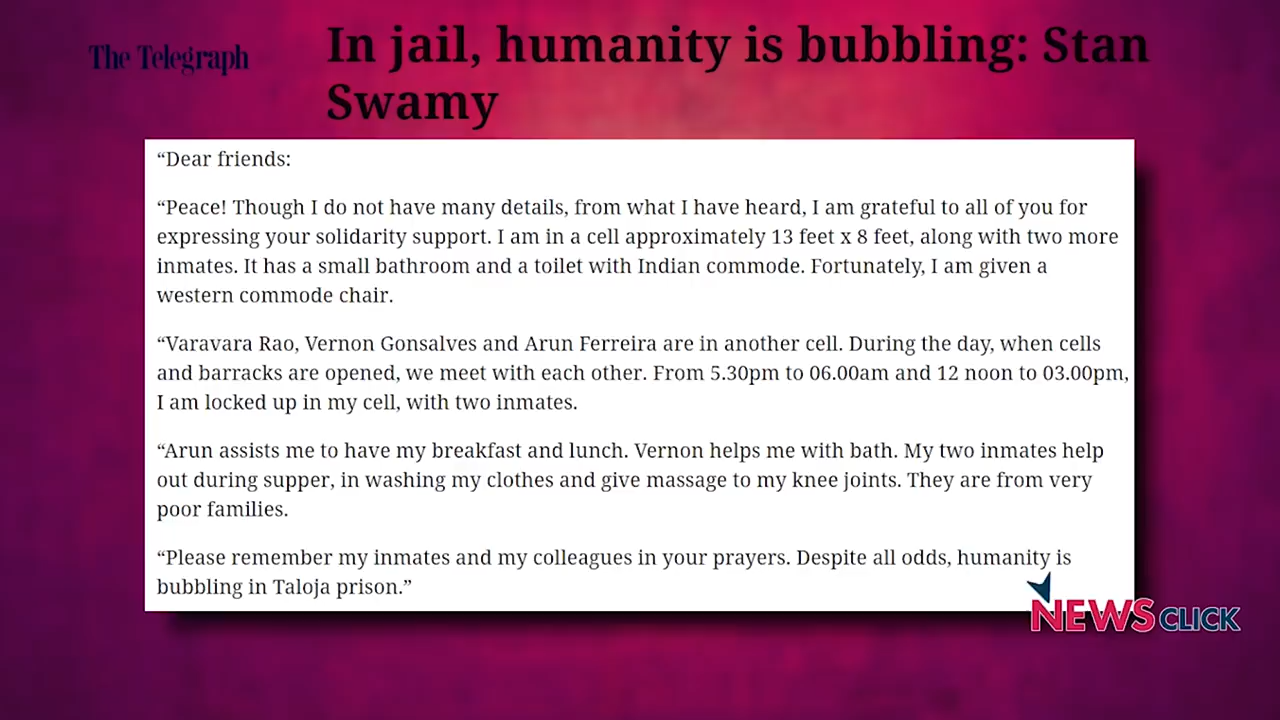 The Telegraph
In jail, humanity is bubbling: Stan
Swamy
“Dear friends:
“Peace! Though I do not have many details, from what I have heard, I am grateful to all of you for
expressing your solidarity support. I am in a cell approximately 13 feet x 8 feet, along with two more
inmates. It has a small bathroom and a toilet with Indian commode. Fortunately, I am given a
western commode chair.
“Varavara Rao, Vernon Gonsalves and Arun Ferreira are in another cell. During the day, when cells
and barracks are opened, we meet with each other. From 5.30pm to 06.00am and 12 noon to 03.00pm,
I am locked up in my cell, with two inmates.
“Arun assists me to have my breakfast and lunch. Vernon helps me with bath. My two inmates help
out during supper, in washing my clothes and give massage to my knee joints. They are from very
poor families.
“Please remember my inmates and my colleagues in your prayers. Despite all odds, humanity is
bubbling in Taloja prison.”
NEWSCLICK